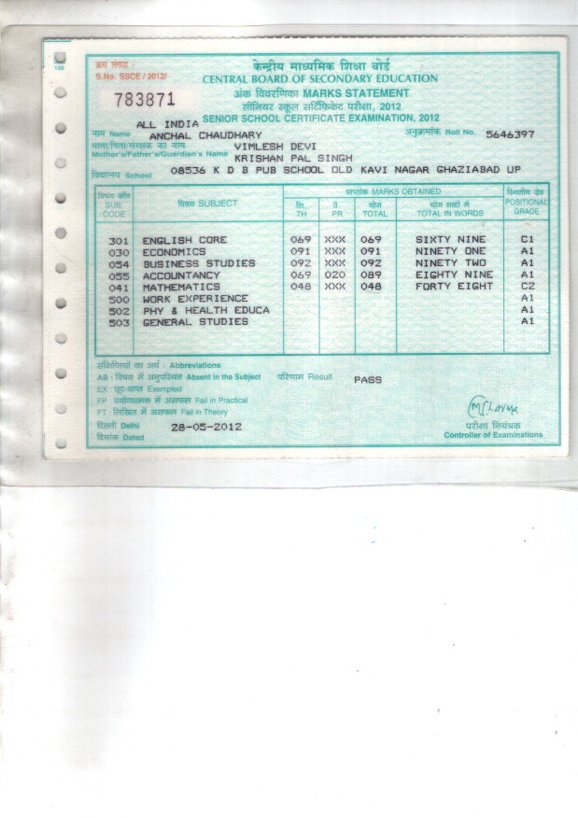 199
क्रम संख्या
S.No. SSCE / 2012/
783871
केन्द्रीय माध्यमिक शिक्षा बोर्ड
CENTRAL BOARD OF SECONDARY EDUCATION
अंक विवरणिका MARKS STATEMENT
सीनियर स्कूल सर्टिफिकेट परीक्षा, 2012
SENIOR SCHOOL CERTIFICATE EXAMINATION, 2012
ALL INDIA
नाम Name ANCHAL CHAUDHARY अनुक्रमांक Roll No. 5646397
माता/पिता/संरक्षक का नाम VIMLESH DEVI
Mother's/Father's/Guardian's Name KRISHAN PAL SINGH
विद्यालय School 08536 K D B PUB SCHOOL OLD KAVI NAGAR GHAZIABAD UP
विषय कोड SUB. CODE विषय SUBJECT प्राप्तांक MARKS OBTAINED POSITIONAL GRADE
TH PR योग TOTAL योग शब्दों में TOTAL IN WORDS
301 ENGLISH CORE 069 XXX 069 SIXTY NINE C1
030 ECONOMICS 091 XXX 091 NINETY ONE A1
054 BUSINESS STUDIES 092 XXX 092 NINETY TWO A1
055 ACCOUNTANCY 069 020 089 EIGHTY NINE A1
041 MATHEMATICS 048 XXX 048 FORTY EIGHT C2
500 WORK EXPERIENCE A1
502 PHY & HEALTH EDUCA A1
503 GENERAL STUDIES A1
संक्षिप्तियों का अर्थ : Abbreviations
AB : विषय में अनुपस्थित Absent in the Subject परिणाम Result PASS
EX छूट-प्राप्त Exempted
FP : प्रयोगात्मक में असफल Fail in Practical
FT लिखित में असफल Fail in Theory
दिल्ली Delhi
दिनांक Dated 28-05-2012
परीक्षा नियंत्रक
Controller of Examinations